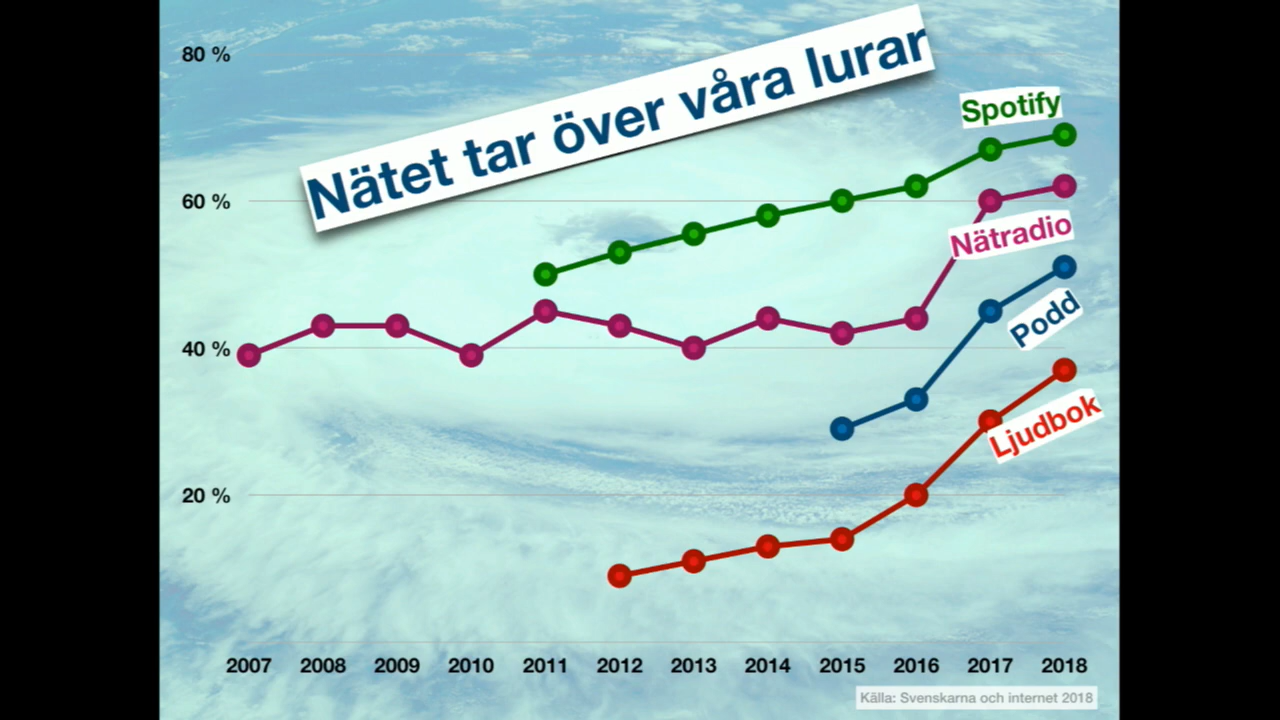 80 %
Nätet tar över våra lurar
Spotify
60 %
Nätradio
Podd
40 %
Ljudbok
20 %
2007 2008 2009 2010 2011 2012 2013 2014 2015 2016 2017 2018
Källa: Svenskarna och internet 2018